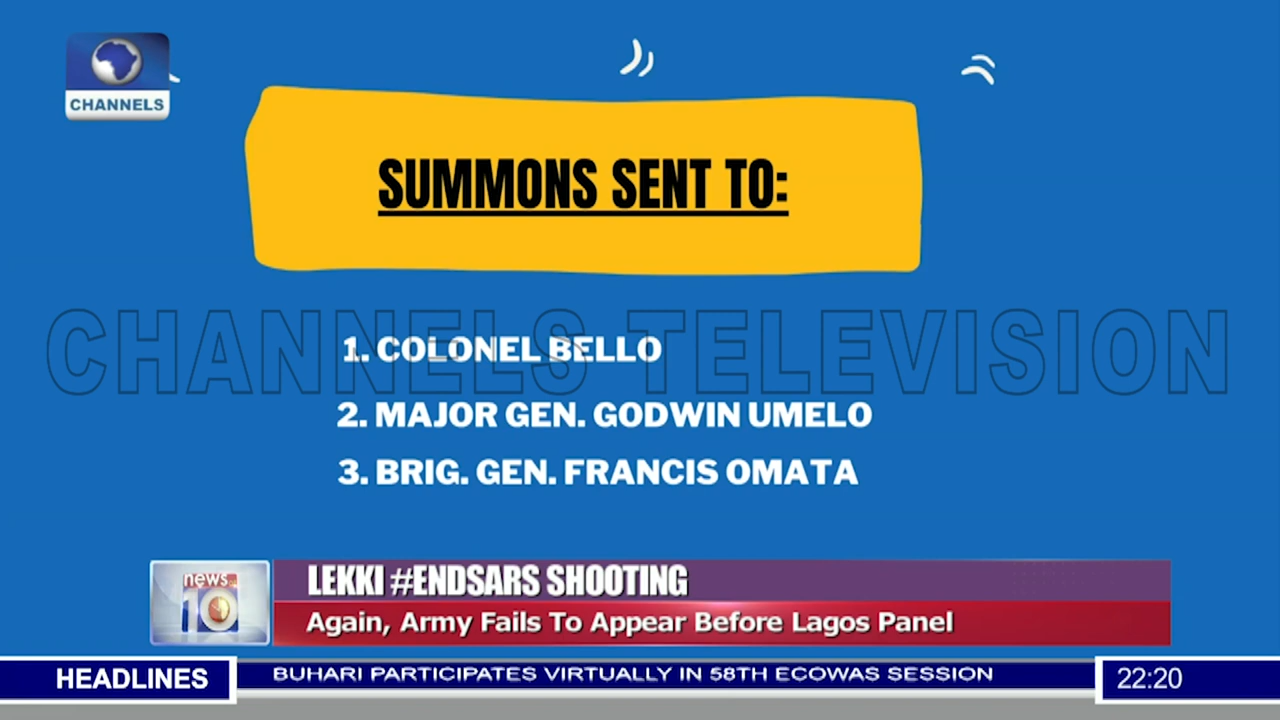 CHANNELS
SUMMONS SENT TO:
CHANNELS TELEVISION
1. COLONEL BELLO
2. MAJOR GEN. GODWIN UMELO
3. BRIG. GEN. FRANCIS OMATA
news
10
LEKKI #ENDSARS SHOOTING
Again, Army Fails To Appear Before Lagos Panel
HEADLINES
BUHARI PARTICIPATES VIRTUALLY IN 58TH ECOWAS SESSION
22:20